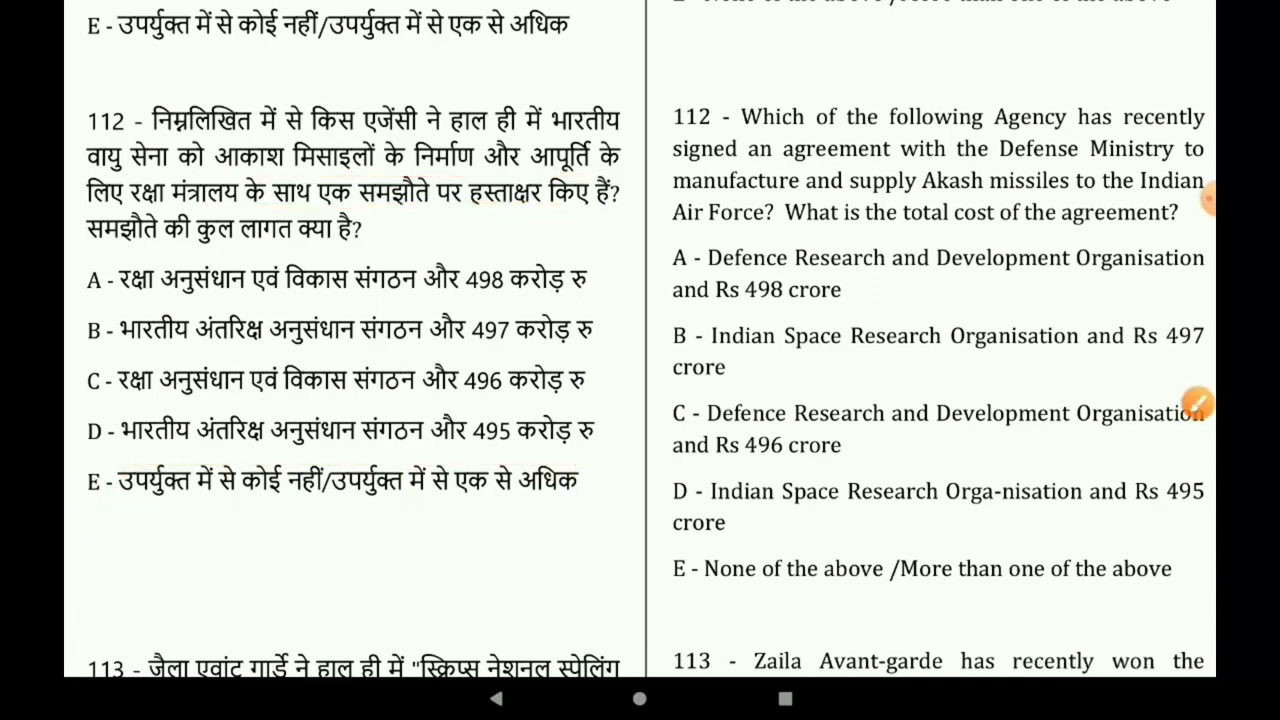 E - उपर्युक्त में से कोई नहीं/उपर्युक्त में से एक से अधिक
112 - निम्नलिखित में से किस एजेंसी ने हाल ही में भारतीय
वायु सेना को आकाश मिसाइलों के निर्माण और आपूर्ति के
लिए रक्षा मंत्रालय के साथ एक समझौते पर हस्ताक्षर किए हैं?
समझौते की कुल लागत क्या है?
A - रक्षा अनुसंधान एवं विकास संगठन और 498 करोड़ रु
B - भारतीय अंतरिक्ष अनुसंधान संगठन और 497 करोड़ रु
C - रक्षा अनुसंधान एवं विकास संगठन और 496 करोड़ रु
D - भारतीय अंतरिक्ष अनुसंधान संगठन और 495 करोड़ रु
E - उपर्युक्त में से कोई नहीं/उपर्युक्त में से एक से अधिक
113 - जैला एवांट गार्डे ने हाल ही में "स्क्रिप्स नेशनल स्पेलिंग
112 - Which of the following Agency has recently
signed an agreement with the Defense Ministry to
manufacture and supply Akash missiles to the Indian
Air Force? What is the total cost of the agreement?
A - Defence Research and Development Organisation
and Rs 498 crore
B - Indian Space Research Organisation and Rs 497
crore
C - Defence Research and Development Organisation
and Rs 496 crore
D - Indian Space Research Orga-nisation and Rs 495
crore
E - None of the above /More than one of the above
113 - Zaila Avant-garde has recently won the